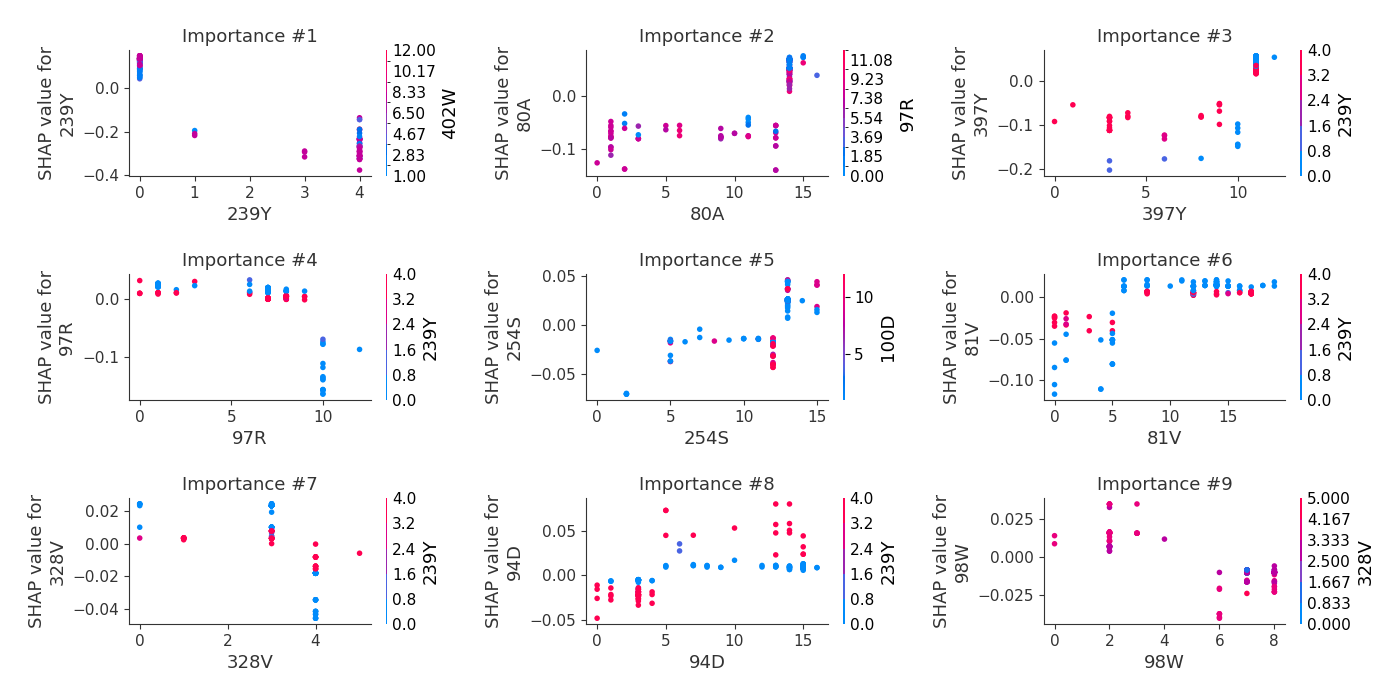 Importance #1
SHAP value for
239Y
0.0
−0.2
−0.4
0
1
2
3
4
239Y
12.00
10.17
8.33
6.50
4.67
2.83
1.00
402W
Importance #2
SHAP value for
80A
0.0
−0.1
0
5
10
15
80A
11.08
9.23
7.38
5.54
3.69
1.85
0.00
97R
Importance #3
SHAP value for
397Y
0.0
−0.1
−0.2
0
5
10
397Y
4.0
3.2
2.4
1.6
0.8
0.0
239Y
Importance #4
SHAP value for
97R
0.0
−0.1
0
5
10
97R
4.0
3.2
2.4
1.6
0.8
0.0
239Y
Importance #5
SHAP value for
254S
0.05
0.00
−0.05
0
5
10
15
254S
10
5
100D
Importance #6
SHAP value for
81V
0.00
−0.05
−0.10
0
5
10
15
81V
4.0
3.2
2.4
1.6
0.8
0.0
239Y
Importance #7
SHAP value for
328V
0.02
0.00
−0.02
−0.04
0
2
4
328V
4.0
3.2
2.4
1.6
0.8
0.0
239Y
Importance #8
SHAP value for
94D
0.05
0.00
−0.05
0
5
10
15
94D
4.0
3.2
2.4
1.6
0.8
0.0
239Y
Importance #9
SHAP value for
98W
0.025
0.000
−0.025
0
2
4
6
8
98W
5.000
4.167
3.333
2.500
1.667
0.833
0.000
328V